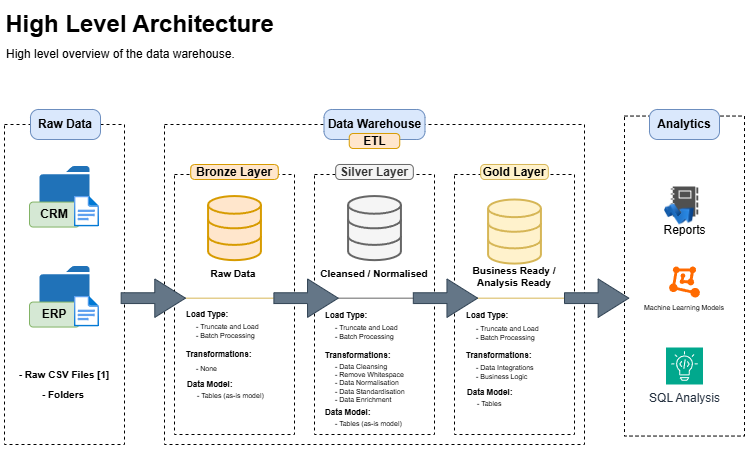 High Level Architecture
High level overview of the data warehouse.
Raw Data
CRM
ERP
- Raw CSV Files [1]
- Folders
Data Warehouse
ETL
Bronze Layer
Raw Data
Load Type:
- Truncate and Load
- Batch Processing
Transformations:
- None
Data Model:
- Tables (as-is model)
Silver Layer
Cleansed / Normalised
Load Type:
- Truncate and Load
- Batch Processing
Transformations:
- Data Cleansing
- Remove Whitespace
- Data Normalisation
- Data Standardisation
- Data Enrichment
Data Model:
- Tables (as-is model)
Gold Layer
Business Ready /
Analysis Ready
Load Type:
- Truncate and Load
- Batch Processing
Transformations:
- Data Integrations
- Business Logic
Data Model:
- Tables
Analytics
Reports
Machine Learning Models
SQL Analysis